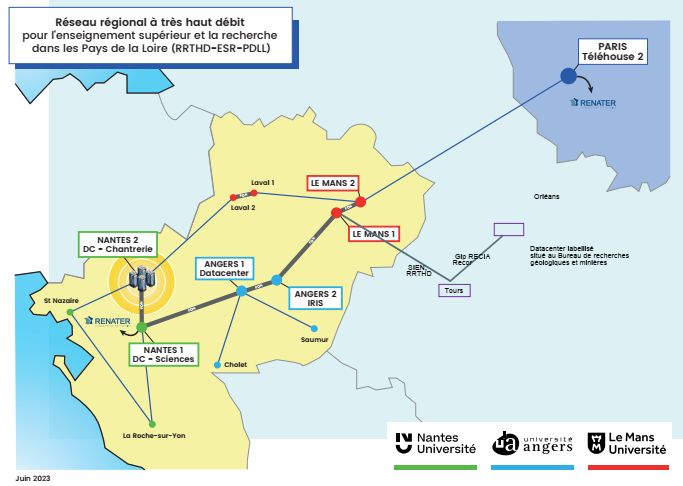 Réseau régional à très haut débit
pour l'enseignement supérieur et la recherche
dans les Pays de la Loire (RRTHD-ESR-PDLL)
PARIS
Téléhouse 2
RENATER
Laval 1
Laval 2
LE MANS 2
LE MANS 1
Orléans
NANTES 2
DC - Chantrerie
ANGERS 1
Datacenter
Gip RECIA
Recor
SIEN,
RRTHD
Datacenter labellisé
situé au Bureau de recherches
géologiques et minières
Tours
ANGERS 2
IRIS
St Nazaire
RENATER
NANTES 1
DC - Sciences
Saumur
Cholet
La Roche-sur-Yon
Nantes
Université
ua
université
angers
Le Mans
Université
Juin 2023